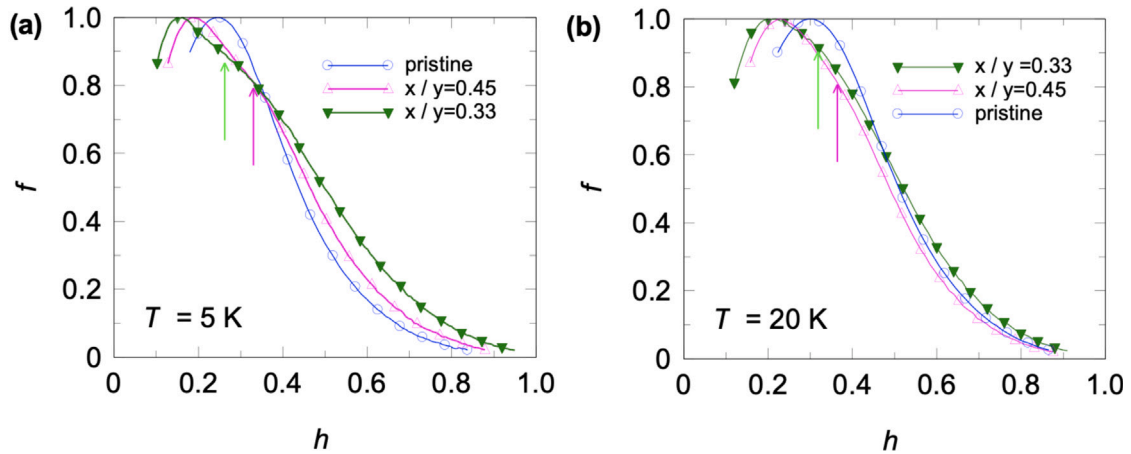 (a)
1.0
0.8
0.6
0.4
0.2
0
f
pristine
x / y=0.45
x / y=0.33
T = 5 K
0 0.2 0.4 0.6 0.8 1.0
h
(b)
1.0
0.8
0.6
0.4
0.2
0
f
x / y =0.33
x / y=0.45
pristine
T = 20 K
0 0.2 0.4 0.6 0.8 1.0
h